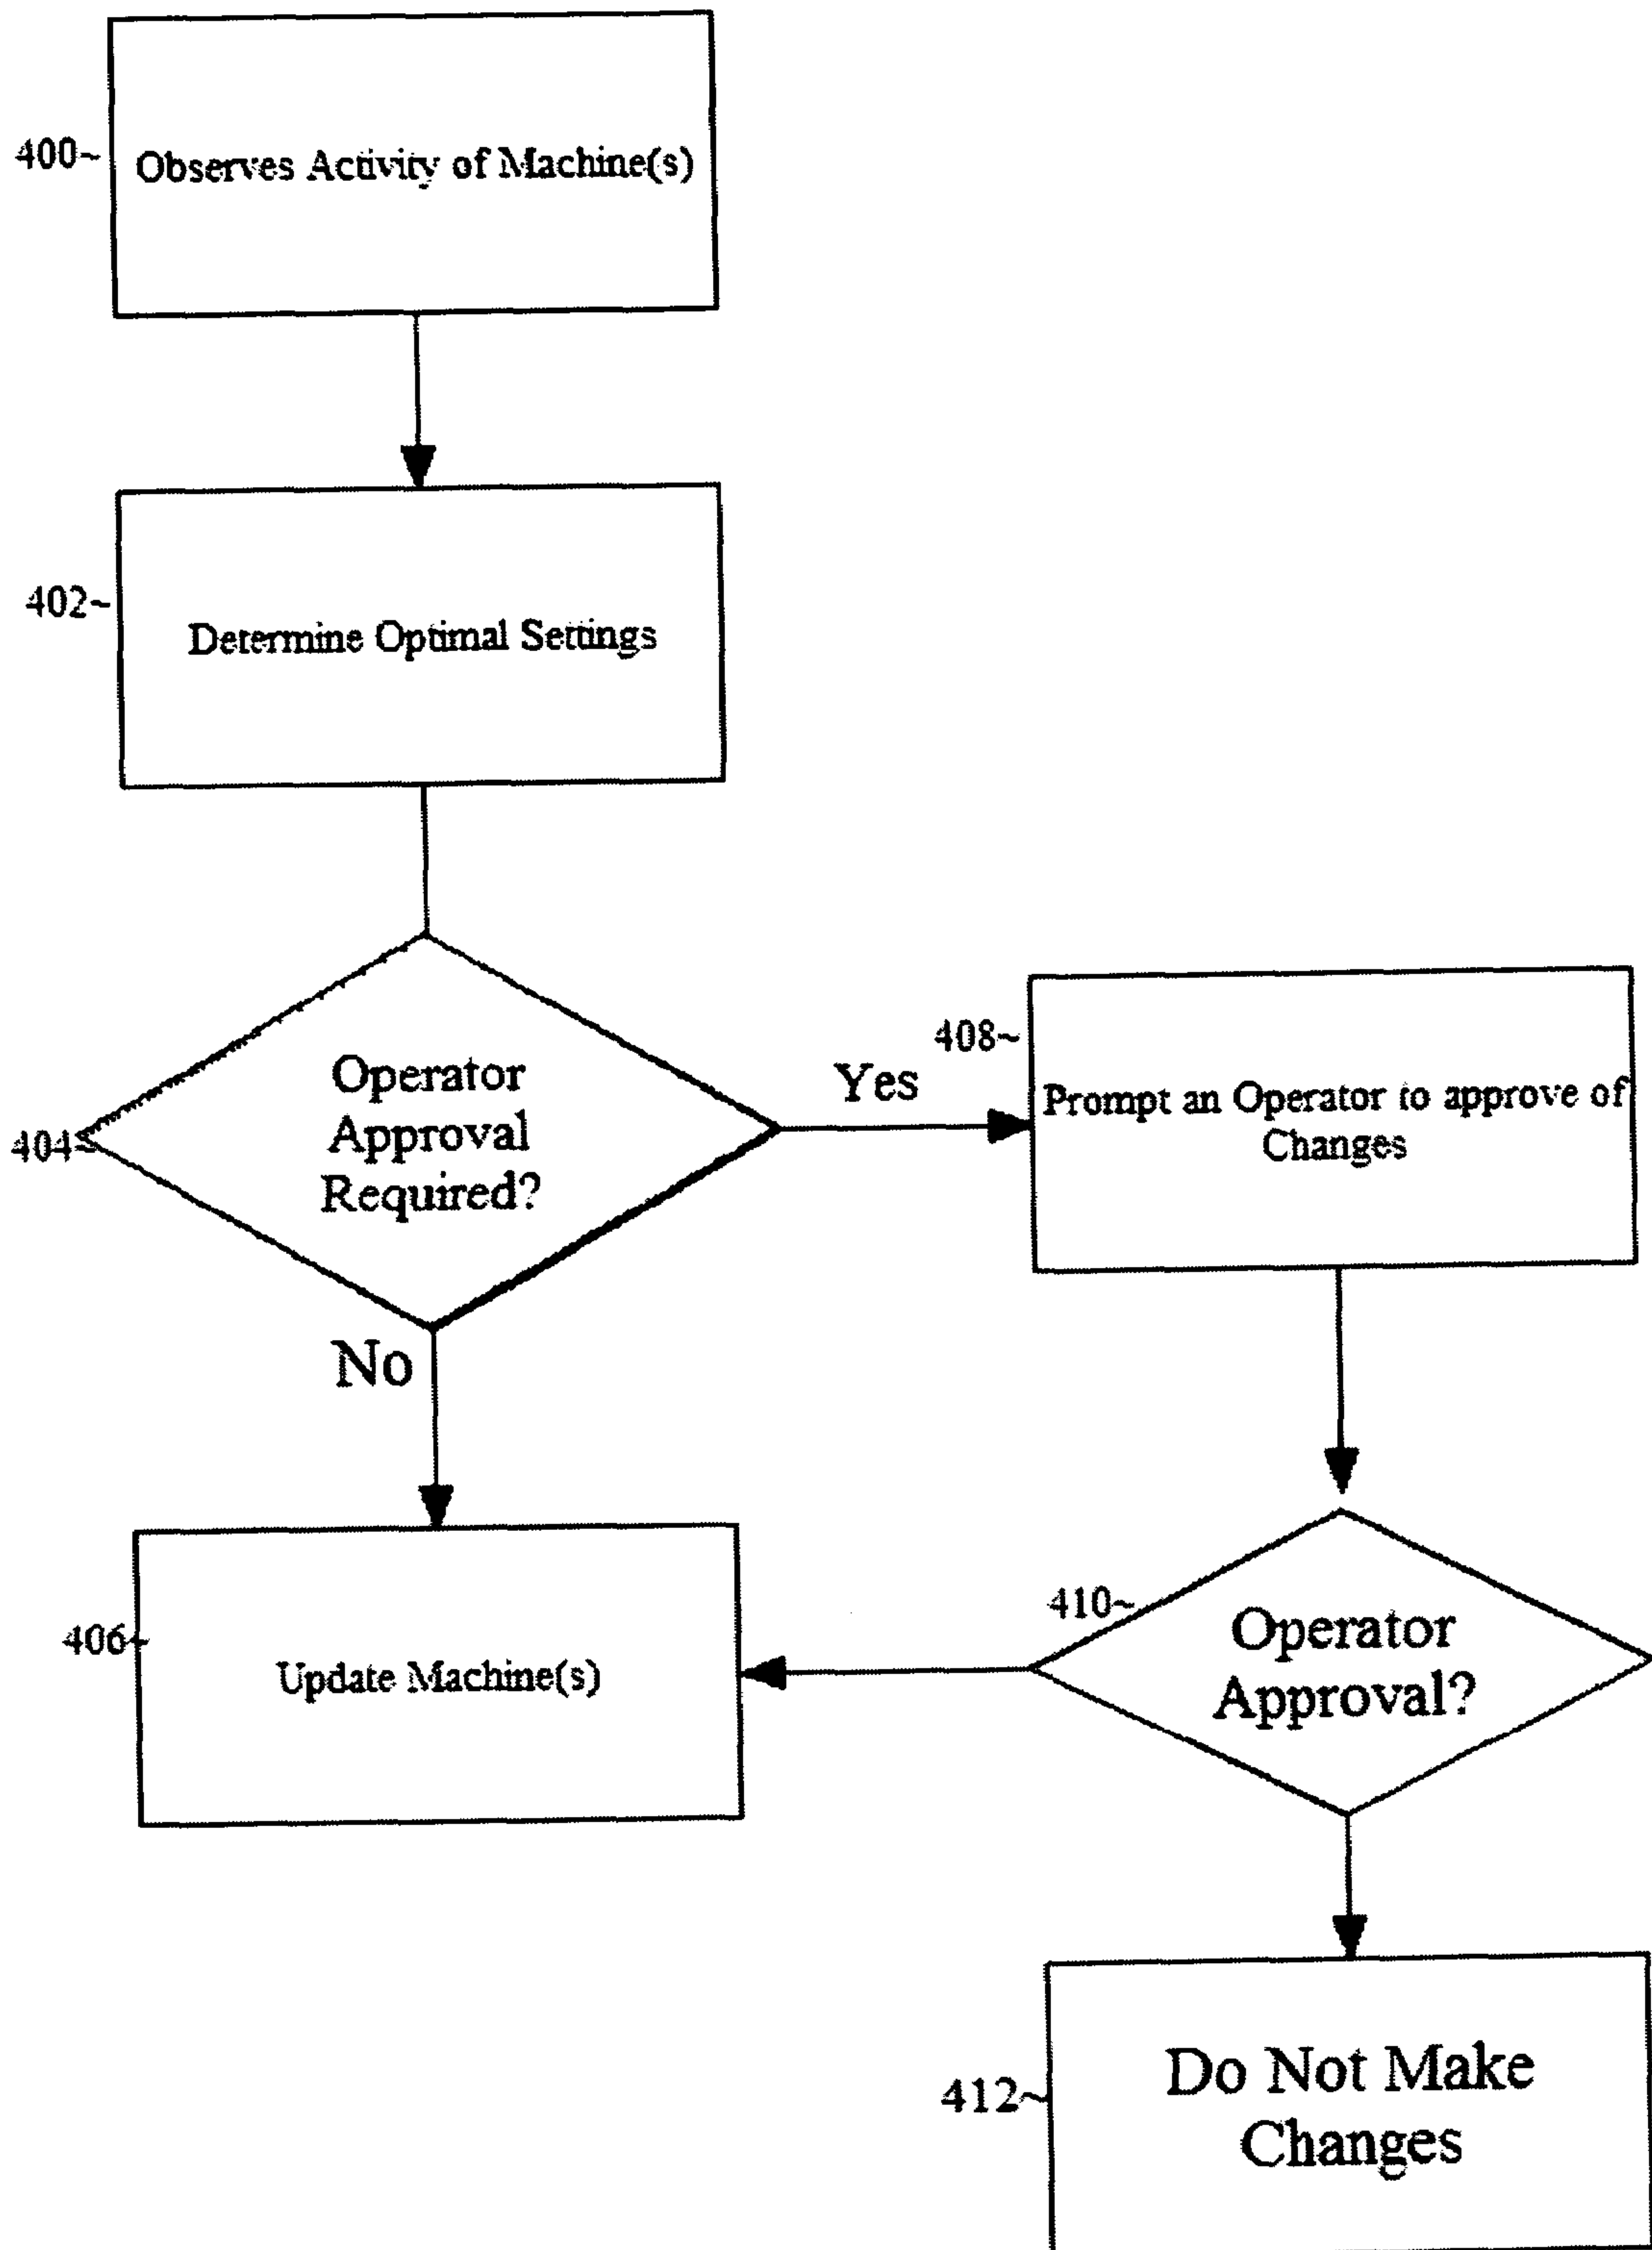 400~
Observes Activity of Machine(s)
402~
Determine Optimal Settings
404~
Operator
Approval
Required?
Yes
No
408~
Prompt an Operator to approve of
Changes
406~
Update Machine(s)
410~
Operator
Approval?
412~
Do Not Make
Changes